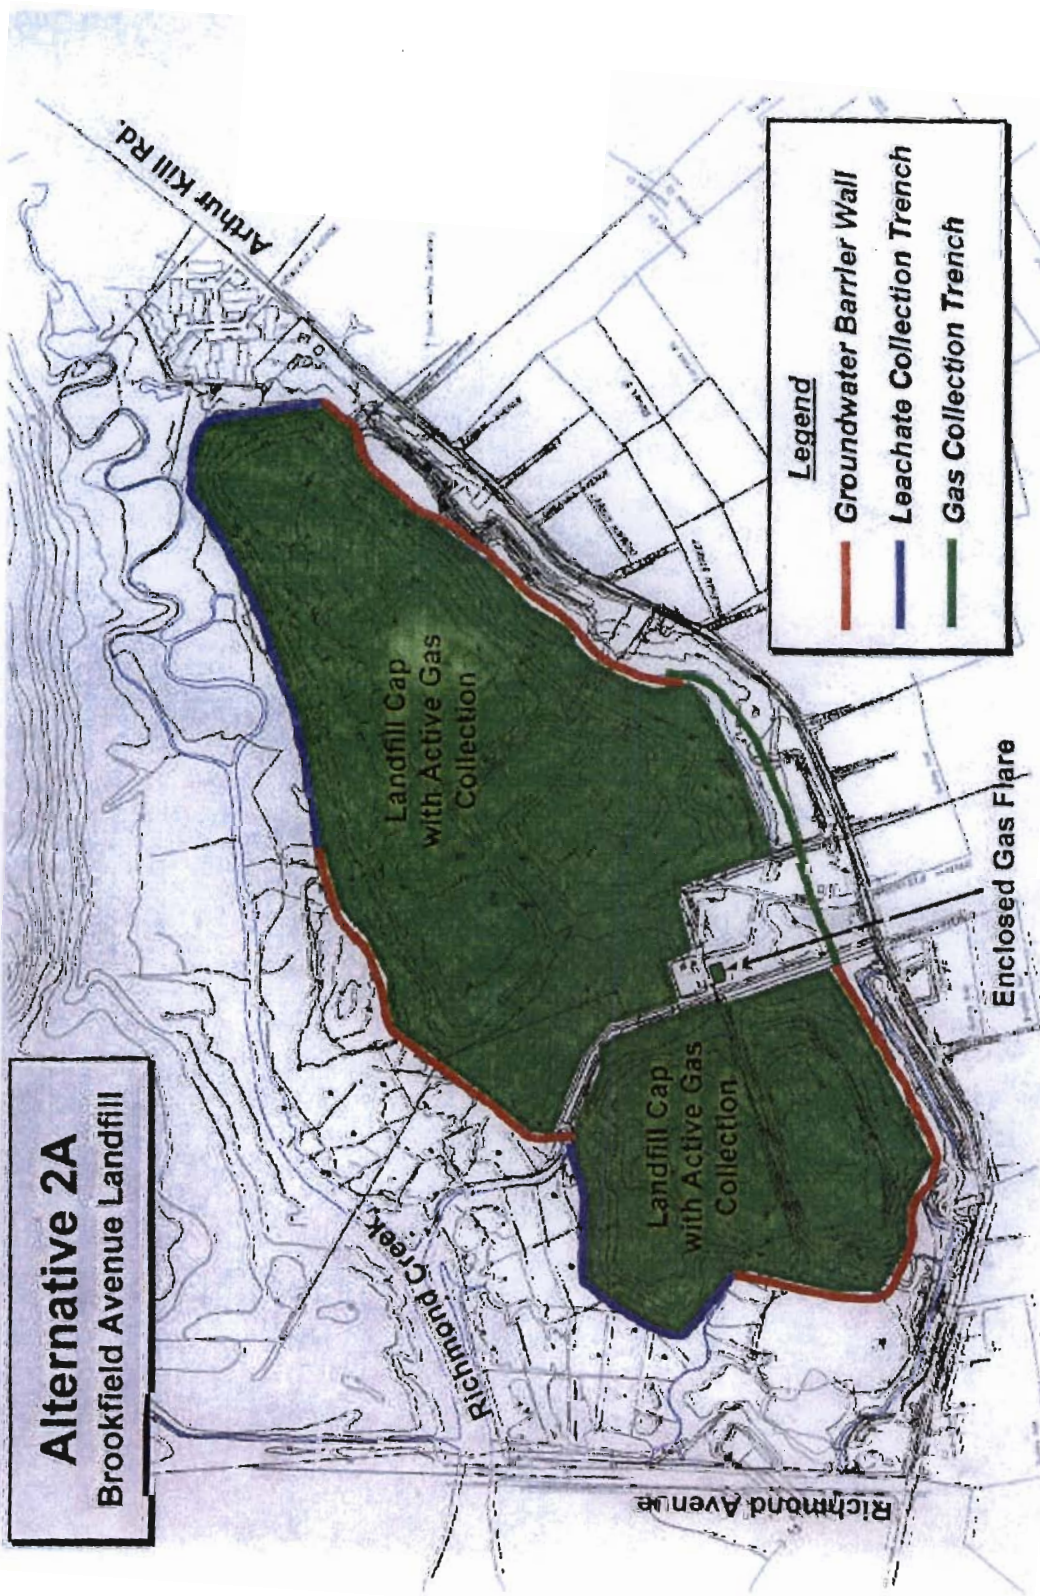 Alternative 2A
Brookfield Avenue Landfill
Arthur Kill Rd.
Landfill Cap
with Active Gas
Collection
Landfill Cap
with Active Gas
Collection
Richmond Creek
Richmond Avenue
Enclosed Gas Flare
Legend
Groundwater Barrier Wall
Leachate Collection Trench
Gas Collection Trench